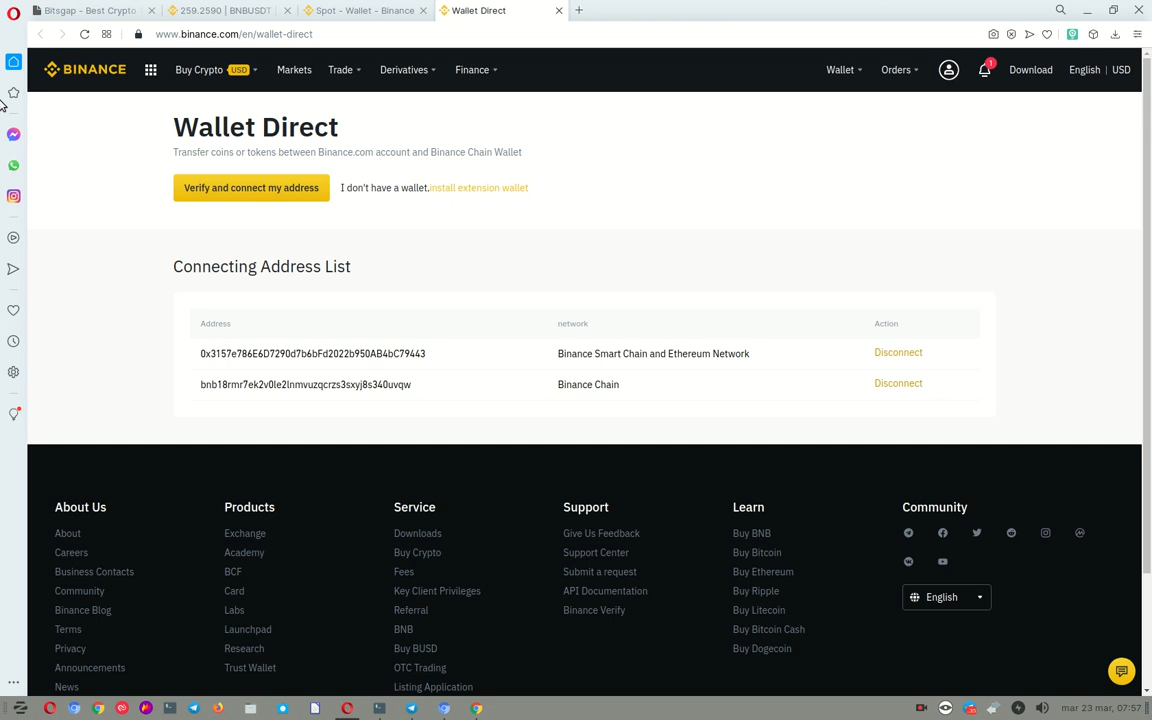 Bitsgap - Best Crypto
259.2590 | BNBUSDT
Spot - Wallet - Binance
Wallet Direct
www.binance.com/en/wallet-direct
BINANCE
Buy Crypto USD
Markets
Trade
Derivatives
Finance
Wallet
Orders
1
Download
English | USD
Wallet Direct
Transfer coins or tokens between Binance.com account and Binance Chain Wallet
Verify and connect my address
I don't have a wallet,install extension wallet
Connecting Address List
Address network Action
0x3157e786E6D7290d7b6bFd2022b950AB4bC79443 Binance Smart Chain and Ethereum Network Disconnect
bnb18rmr7ek2v0le2lnmvuzqcrzs3sxyj8s340uvqw Binance Chain Disconnect
About Us
About
Careers
Business Contacts
Community
Binance Blog
Terms
Privacy
Announcements
News
Products
Exchange
Academy
BCF
Card
Labs
Launchpad
Research
Trust Wallet
Service
Downloads
Buy Crypto
Fees
Key Client Privileges
Referral
BNB
Buy BUSD
OTC Trading
Listing Application
Support
Give Us Feedback
Support Center
Submit a request
API Documentation
Binance Verify
Learn
Buy BNB
Buy Bitcoin
Buy Ethereum
Buy Ripple
Buy Litecoin
Buy Bitcoin Cash
Buy Dogecoin
Community
English
mar 23 mar, 07:57